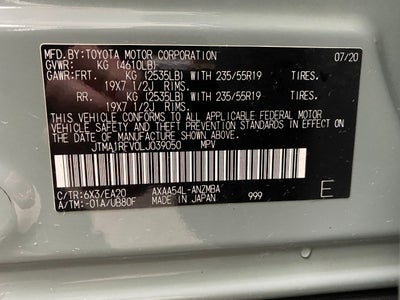 MFD. BY: TOYOTA MOTOR CORPORATION 07/20
GVWR: KG (4610LB)
GAWR: FRT. KG (2535LB) WITH 235/55R19 TIRES.
19X7 1/2J RIMS.
RR. KG (2535LB) WITH 235/55R19 TIRES.
19X7 1/2J RIMS.
THIS VEHICLE CONFORMS TO ALL APPLICABLE FEDERAL MOTOR
VEHICLE SAFETY AND THEFT PREVENTION STANDARDS IN EFFECT ON
THE DATE OF MANUFACTURE SHOWN ABOVE.
JTMA1RFV0LJ039050 MPV
C/TR: 6X3/EA20 AXAA54L-ANZMBA
A/TM: -01A/UB80F MADE IN JAPAN 999 E